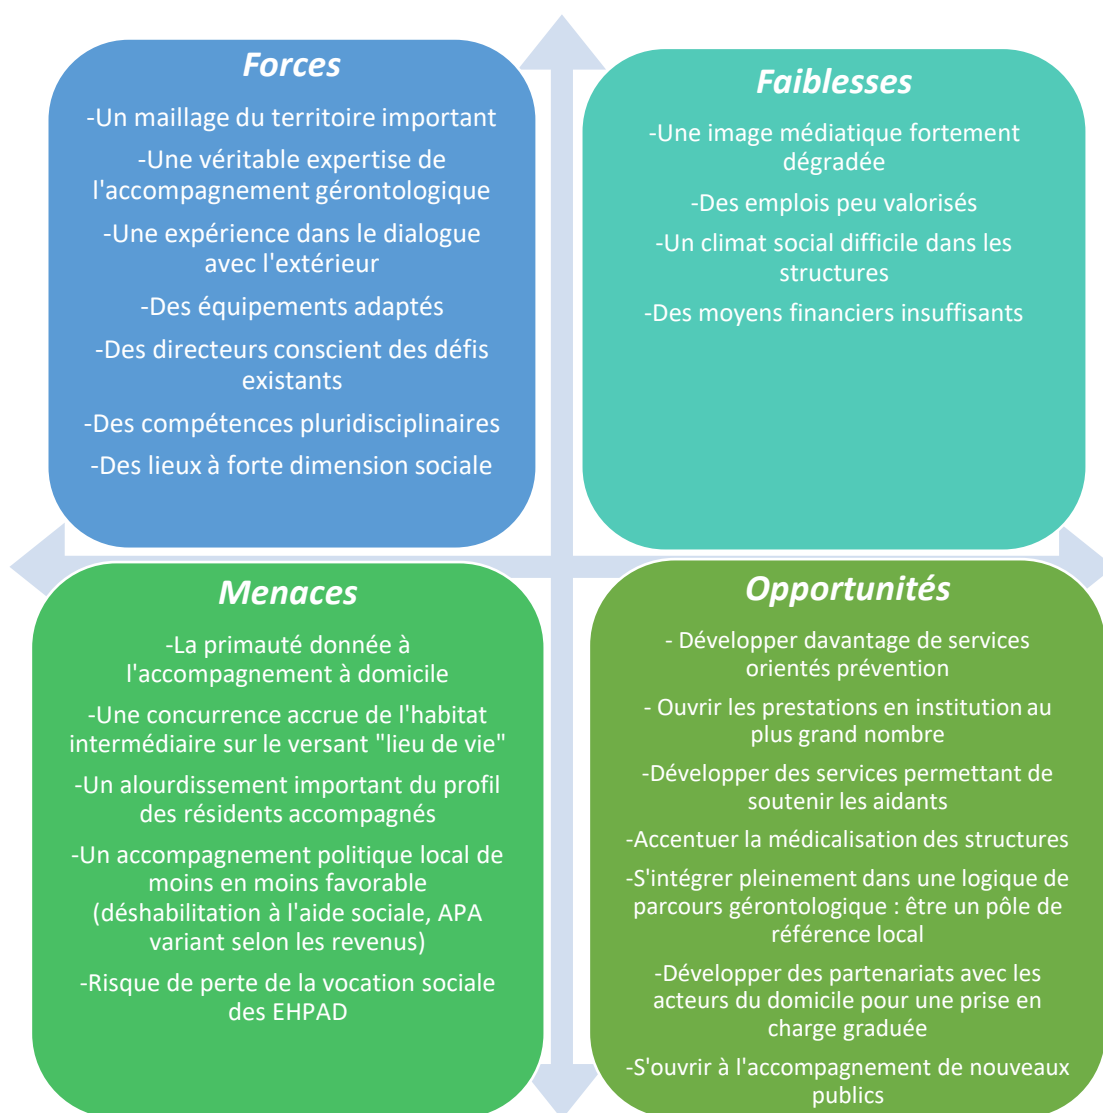 Forces
-Un maillage du territoire important
-Une véritable expertise de
l'accompagnement gérontologique
-Une expérience dans le dialogue
avec l'extérieur
-Des équipements adaptés
-Des directeurs conscient des défis
existants
-Des compétences pluridisciplinaires
-Des lieux à forte dimension sociale
Faiblesses
-Une image médiatique fortement
dégradée
-Des emplois peu valorisés
-Un climat social difficile dans les
structures
-Des moyens financiers insuffisants
Menaces
-La primauté donnée à
l'accompagnement à domicile
-Une concurrence accrue de l'habitat
intermédiaire sur le versant "lieu de vie"
-Un alourdissement important du profil
des résidents accompagnés
-Un accompagnement politique local de
moins en moins favorable
(déshabilitation à l'aide sociale, APA
variant selon les revenus)
-Risque de perte de la vocation sociale
des EHPAD
Opportunités
- Développer davantage de services
orientés prévention
- Ouvrir les prestations en institution au
plus grand nombre
-Développer des services permettant de
soutenir les aidants
-Accentuer la médicalisation des structures
-S'intégrer pleinement dans une logique de
parcours gérontologique : être un pôle de
référence local
-Développer des partenariats avec les
acteurs du domicile pour une prise en
charge graduée
-S'ouvrir à l'accompagnement de nouveaux
publics